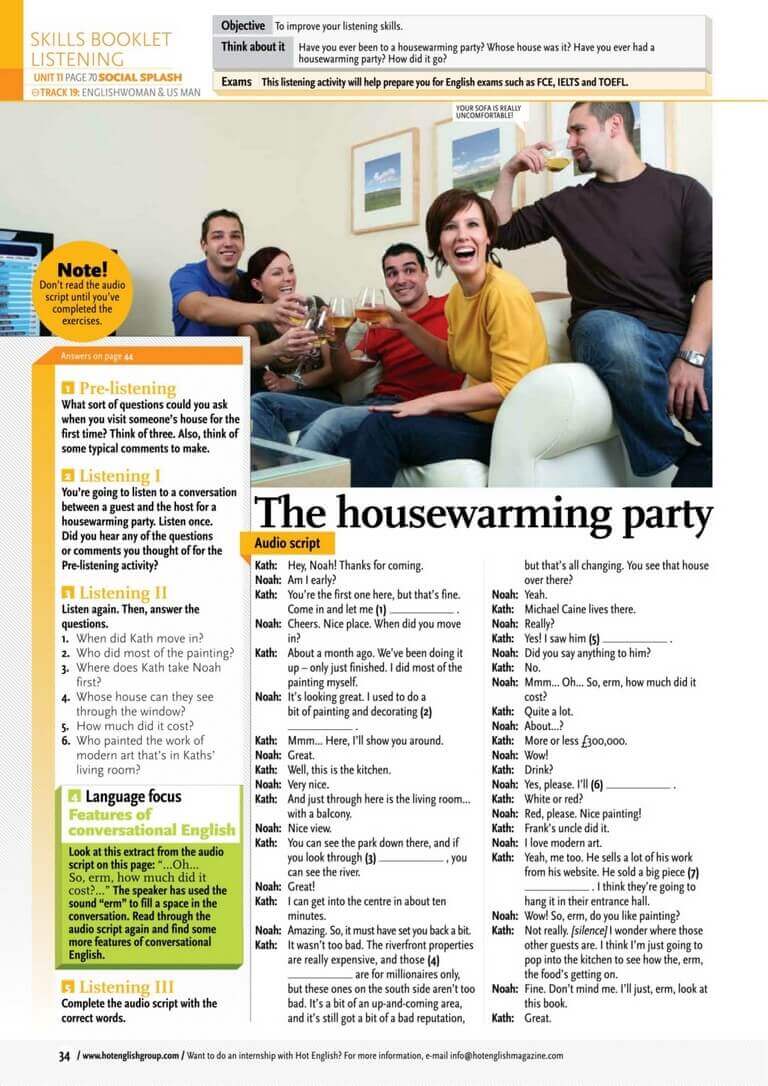 SKILLS BOOKLET
LISTENING
UNIT 11 PAGE 70 SOCIAL SPLASH
TRACK 19: ENGLISHWOMAN & US MAN
Objective To improve your listening skills.
Think about it Have you ever been to a housewarming party? Whose house was it? Have you ever had a
housewarming party? How did it go?
Exams This listening activity will help prepare you for English exams such as FCE, IELTS and TOEFL.
YOUR SOFA IS REALLY
UNCOMFORTABLE!
Note!
Don't read the audio
script until you've
completed the
exercises.
Answers on page 44
1 Pre-listening
What sort of questions could you ask
when you visit someone's house for the
first time? Think of three. Also, think of
some typical comments to make.
2 Listening I
You're going to listen to a conversation
between a guest and the host for a
housewarming party. Listen once.
Did you hear any of the questions
or comments you thought of for the
Pre-listening activity?
3 Listening II
Listen again. Then, answer the
questions.
1. When did Kath move in?
2. Who did most of the painting?
3. Where does Kath take Noah
first?
4. Whose house can they see
through the window?
5. How much did it cost?
6. Who painted the work of
modern art that's in Kaths'
living room?
4 Language focus
Features of
conversational English
Look at this extract from the audio
script on this page: "...Oh...
So, erm, how much did it
cost?..." The speaker has used the
sound "erm" to fill a space in the
conversation. Read through the
audio script again and find some
more features of conversational
English.
5 Listening III
Complete the audio script with the
correct words.
The housewarming party
Audio script
Kath: Hey, Noah! Thanks for coming.
Noah: Am I early?
Kath: You're the first one here, but that's fine.
Come in and let me (1) ____________ .
Noah: Cheers. Nice place. When did you move
in?
Kath: About a month ago. We've been doing it
up – only just finished. I did most of the
painting myself.
Noah: It's looking great. I used to do a
bit of painting and decorating (2)
____________ .
Kath: Mmm... Here, I'll show you around.
Noah: Great.
Kath: Well, this is the kitchen.
Noah: Very nice.
Kath: And just through here is the living room...
with a balcony.
Noah: Nice view.
Kath: You can see the park down there, and if
you look through (3) ____________ , you
can see the river.
Noah: Great!
Kath: I can get into the centre in about ten
minutes.
Noah: Amazing. So, it must have set you back a bit.
Kath: It wasn't too bad. The riverfront properties
are really expensive, and those (4)
____________ are for millionaires only,
but these ones on the south side aren't too
bad. It's a bit of an up-and-coming area,
and it's still got a bit of a bad reputation,
but that's all changing. You see that house
over there?
Noah: Yeah.
Kath: Michael Caine lives there.
Noah: Really?
Kath: Yes! I saw him (5) ____________ .
Noah: Did you say anything to him?
Kath: No.
Noah: Mmm... Oh... So, erm, how much did it
cost?
Kath: Quite a lot.
Noah: About...?
Kath: More or less £300,000.
Noah: Wow!
Kath: Drink?
Noah: Yes, please. I'll (6) ____________ .
Kath: White or red?
Noah: Red, please. Nice painting!
Kath: Frank's uncle did it.
Noah: I love modern art.
Kath: Yeah, me too. He sells a lot of his work
from his website. He sold a big piece (7)
____________ . I think they're going to
hang it in their entrance hall.
Noah: Wow! So, erm, do you like painting?
Kath: Not really. [silence] I wonder where those
other guests are. I think I'm just going to
pop into the kitchen to see how the, erm,
the food's getting on.
Noah: Fine. Don't mind me. I'll just, erm, look at
this book.
Kath: Great.
34 / www.hotenglishgroup.com / Want to do an internship with Hot English? For more information, e-mail info@hotenglishmagazine.com